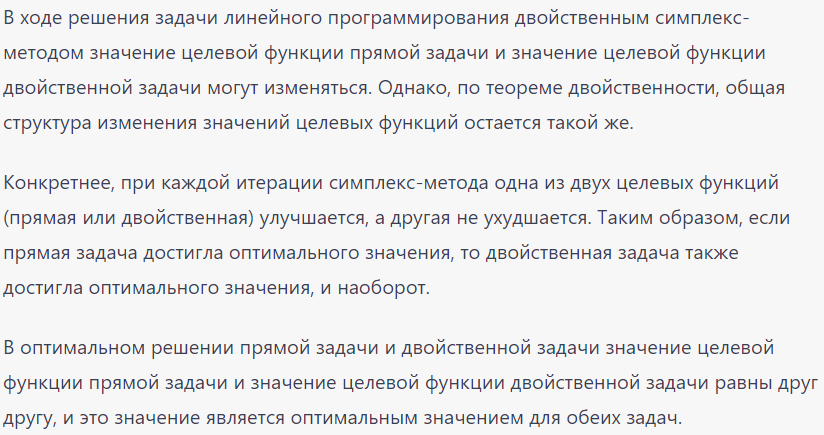 В ходе решения задачи линейного программирования двойственным симплекс-
методом значение целевой функции прямой задачи и значение целевой функции
двойственной задачи могут изменяться. Однако, по теореме двойственности, общая
структура изменения значений целевых функций остается такой же.
Конкретнее, при каждой итерации симплекс-метода одна из двух целевых функций
(прямая или двойственная) улучшается, а другая не ухудшается. Таким образом, если
прямая задача достигла оптимального значения, то двойственная задача также
достигла оптимального значения, и наоборот.
В оптимальном решении прямой задачи и двойственной задачи значение целевой
функции прямой задачи и значение целевой функции двойственной задачи равны друг
другу, и это значение является оптимальным значением для обеих задач.